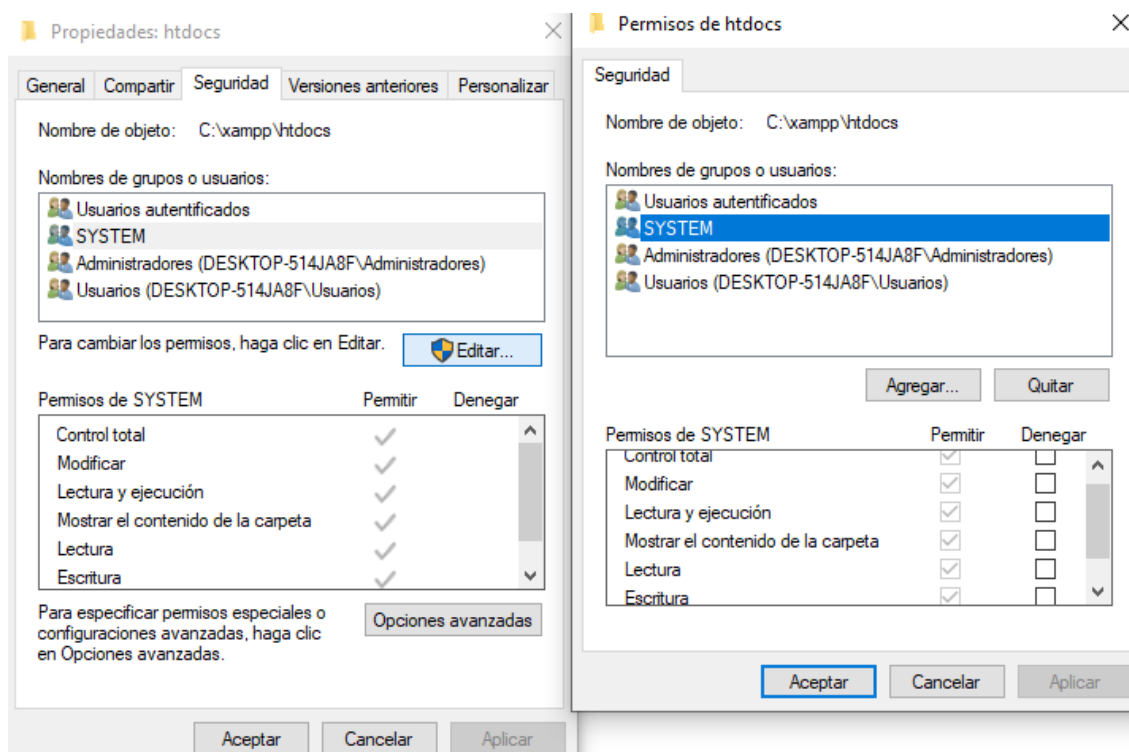 Propiedades: htdocs
General Compartir Seguridad Versiones anteriores Personalizar
Nombre de objeto: C:\xampp\htdocs
Nombres de grupos o usuarios:
Usuarios autentificados
SYSTEM
Administradores (DESKTOP-514JA8F\Administradores)
Usuarios (DESKTOP-514JA8F\Usuarios)
Para cambiar los permisos, haga clic en Editar. Editar...
Permisos de SYSTEM Permitir Denegar
Control total
Modificar
Lectura y ejecución
Mostrar el contenido de la carpeta
Lectura
Escritura
Para especificar permisos especiales o
configuraciones avanzadas, haga clic
en Opciones avanzadas.
Opciones avanzadas
Aceptar Cancelar Aplicar
Permisos de htdocs
Seguridad
Nombre de objeto: C:\xampp\htdocs
Nombres de grupos o usuarios:
Usuarios autentificados
SYSTEM
Administradores (DESKTOP-514JA8F\Administradores)
Usuarios (DESKTOP-514JA8F\Usuarios)
Agregar... Quitar
Permisos de SYSTEM Permitir Denegar
Control total
Modificar
Lectura y ejecución
Mostrar el contenido de la carpeta
Lectura
Escritura
Aceptar Cancelar Aplicar